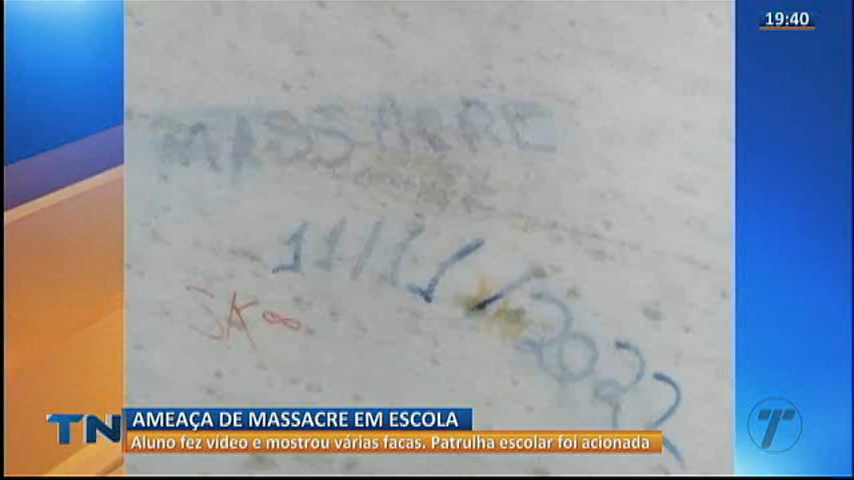 19:40
MASSACRE
11/11/2022
JK∞
TN
AMEAÇA DE MASSACRE EM ESCOLA
Aluno fez vídeo e mostrou várias facas. Patrulha escolar foi acionada
T